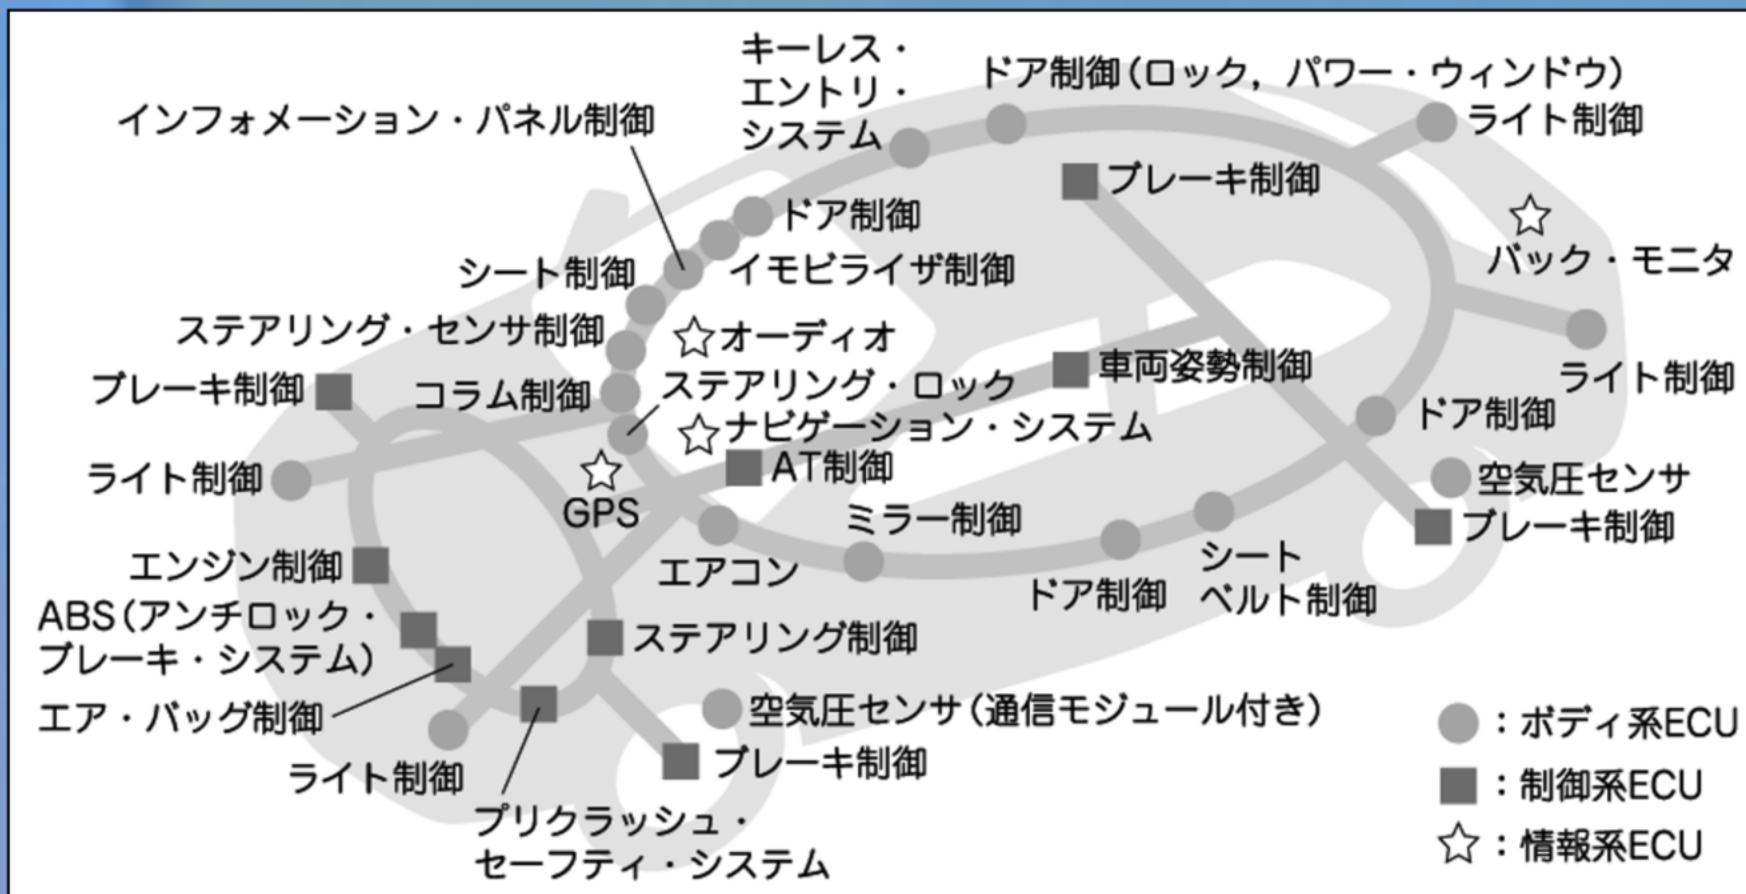 キーレス・
エントリ・
システム
ドア制御(ロック，パワー・ウィンドウ)
インフォメーション・パネル制御
ライト制御
ブレーキ制御
ドア制御
バック・モニタ
シート制御
イモビライザ制御
ステアリング・センサ制御
オーディオ
車両姿勢制御
ライト制御
ブレーキ制御
コラム制御
ステアリング・ロック
ドア制御
ナビゲーション・システム
ライト制御
AT制御
空気圧センサ
GPS
ミラー制御
ブレーキ制御
エンジン制御
エアコン
シート
ベルト制御
ドア制御
ABS(アンチロック・
ブレーキ・システム)
ステアリング制御
エア・バッグ制御
空気圧センサ(通信モジュール付き)
ライト制御
ブレーキ制御
プリクラッシュ・
セーフティ・システム
：ボディ系ECU
：制御系ECU
：情報系ECU